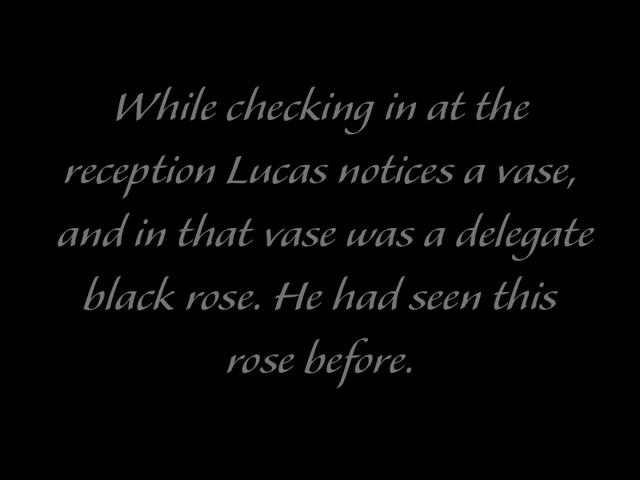 While checking in at the
reception Lucas notices a vase,
and in that vase was a delegate
black rose. He had seen this
rose before.